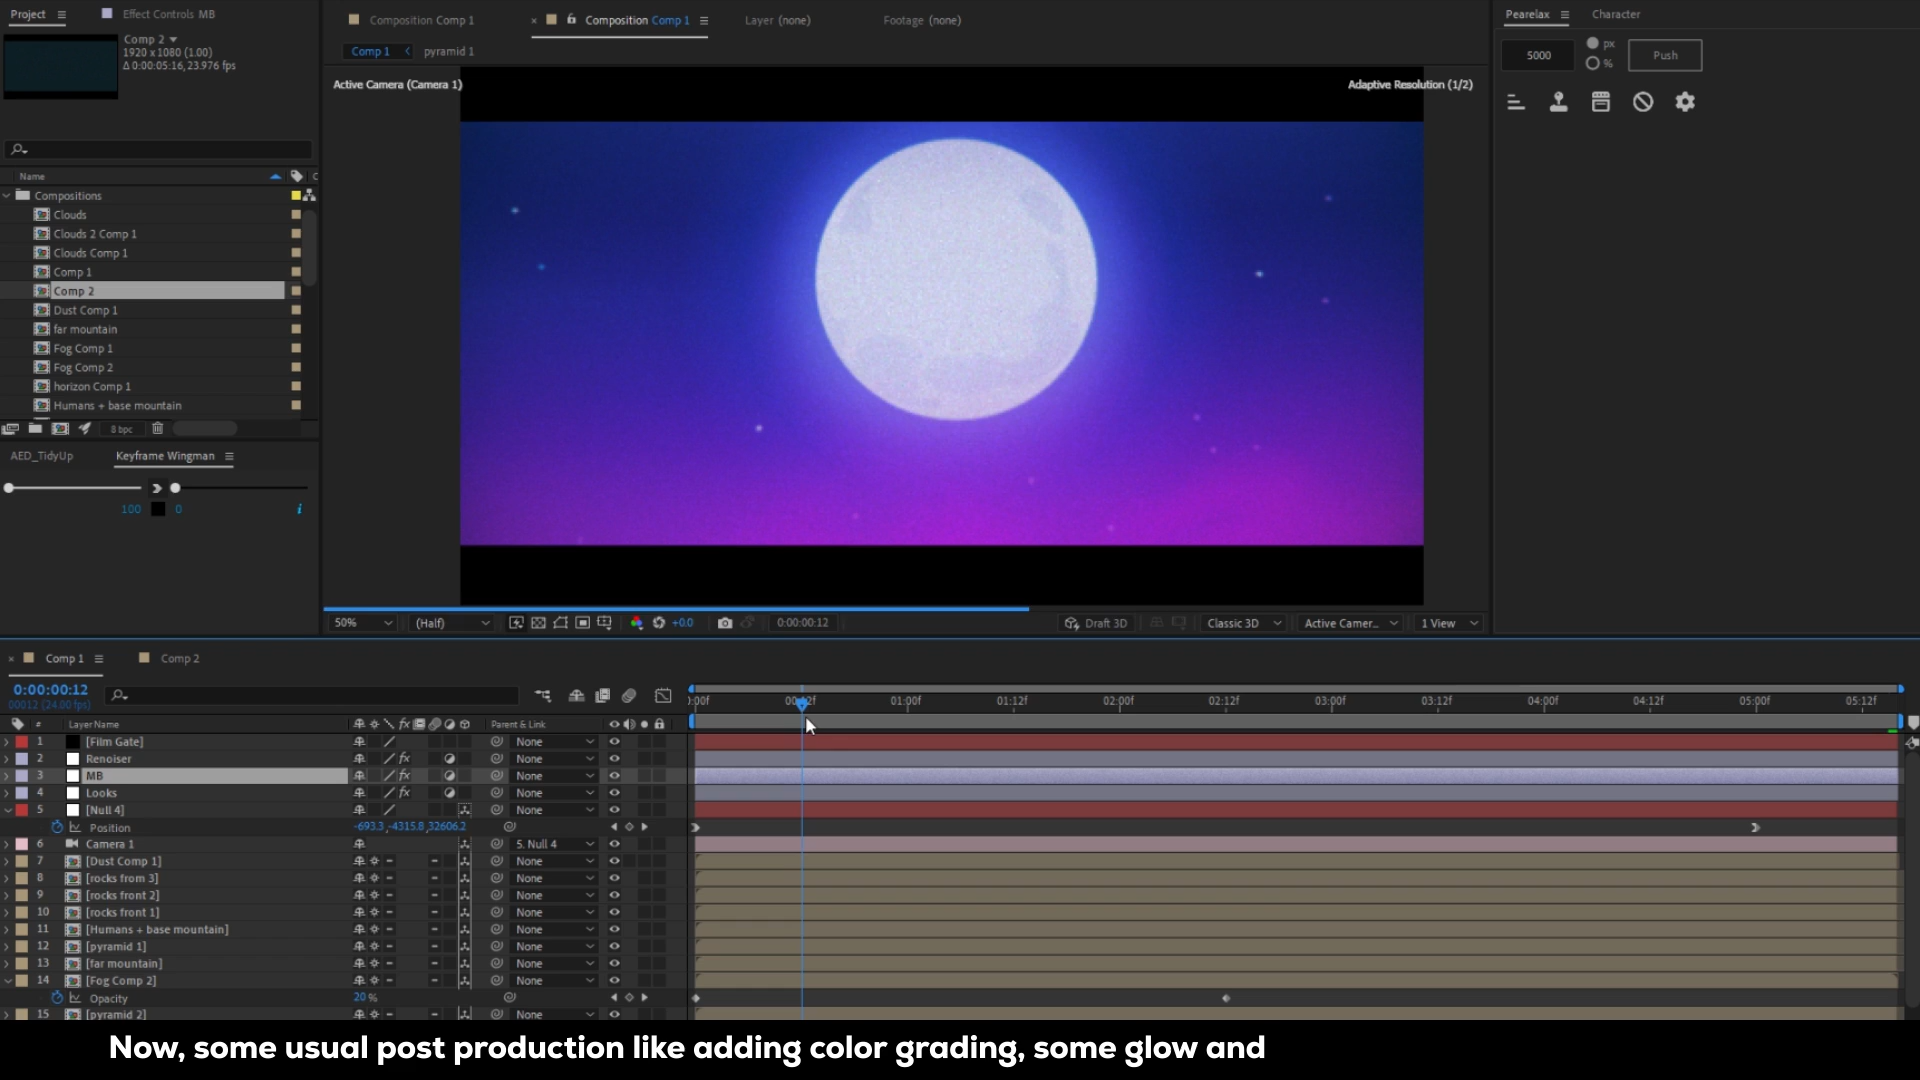 Project
Effect Controls MB
Comp 2
1920 x 1080 (1.00)
Δ 0:00:05:16, 23.976 fps
Name
Compositions
Clouds
Clouds 2 Comp 1
Clouds Comp 1
Comp 1
Comp 2
Dust Comp 1
far mountain
Fog Comp 1
Fog Comp 2
horizon Comp 1
Humans + base mountain
8 bpc
AED_TidyUp
Keyframe Wingman
100 0 i
Composition Comp 1
Composition Comp 1
Layer (none)
Footage (none)
Comp 1 pyramid 1
Active Camera (Camera 1)
Adaptive Resolution (1/2)
50% (Half) +0.0 0:00:00:12 Draft 3D Classic 3D Active Camer... 1 View
Pearelax
Character
5000 px % Push
Comp 1 Comp 2
0:00:00:12
00012 (24.00 fps)
:00f 00:12f 01:00f 01:12f 02:00f 02:12f 03:00f 03:12f 04:00f 04:12f 05:00f 05:12f
# Layer Name fx Parent & Link
1 [Film Gate] None
2 Renoiser fx None
3 MB fx None
4 Looks fx None
5 [Null 4] None
Position -693.3,-4315.8,32606.2
6 Camera 1 5. Null 4
7 [Dust Comp 1] None
8 [rocks from 3] None
9 [rocks front 2] None
10 [rocks front 1] None
11 [Humans + base mountain] None
12 [pyramid 1] None
13 [far mountain] None
14 [Fog Comp 2] None
Opacity 20 %
15 [pyramid 2] None
Now, some usual post production like adding color grading, some glow and